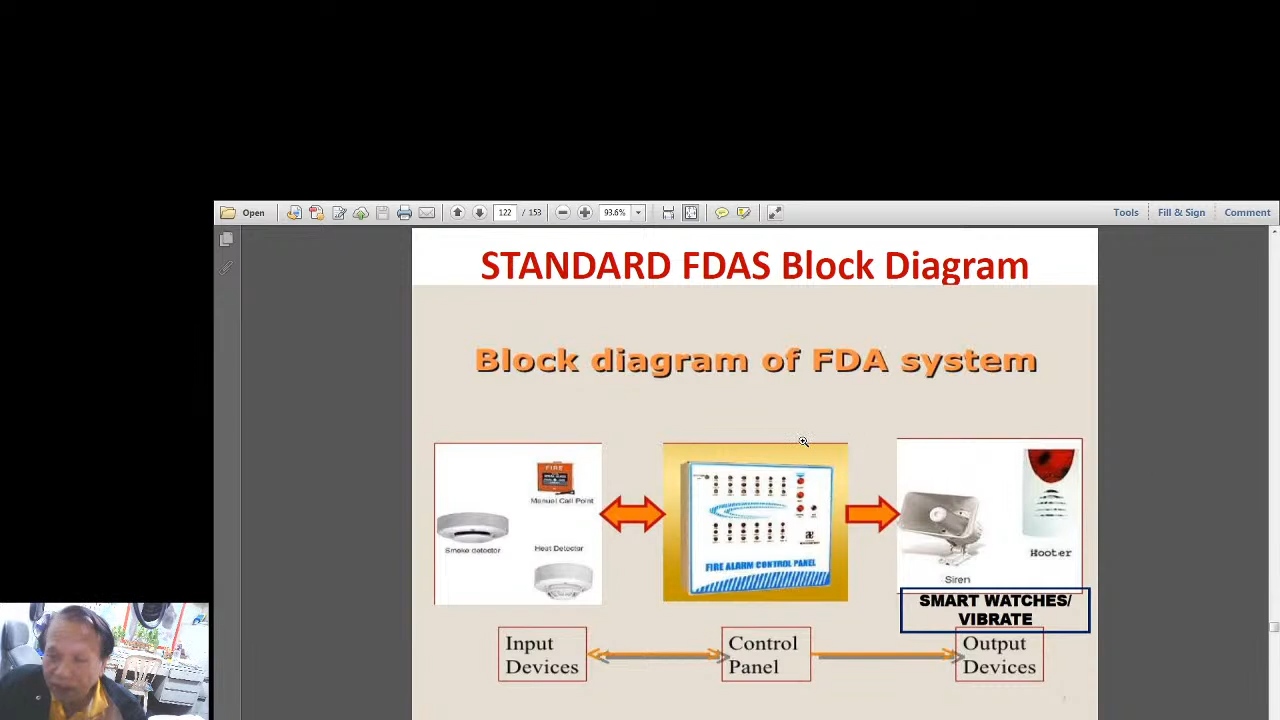 Open
122
/ 153
93.6%
Tools
Fill & Sign
Comment
STANDARD FDAS Block Diagram
Block diagram of FDA system
FIRE
Manual Call Point
Smoke detector
Heat Detector
FIRE ALARM CONTROL PANEL
Siren
Hooter
SMART WATCHES/
VIBRATE
Input
Devices
Control
Panel
Output
Devices